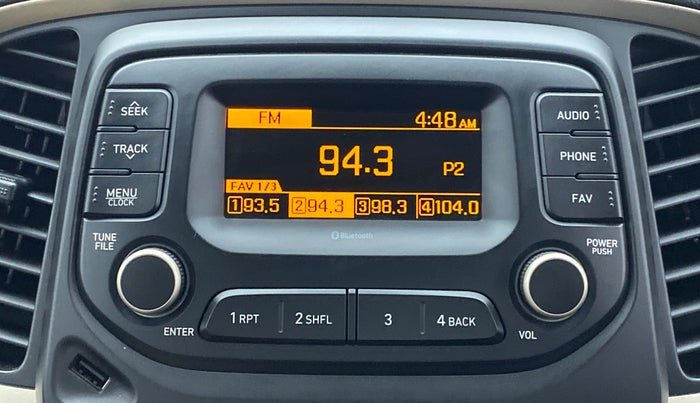 SEEK
TRACK
MENU
CLOCK
TUNE
FILE
ENTER
FM
4:48 AM
94.3
P2
FAV 1/3
1 93.5 2 94.3 3 98.3 4 104.0
Bluetooth
1 RPT
2 SHFL
3
4 BACK
AUDIO
PHONE
FAV
POWER
PUSH
VOL